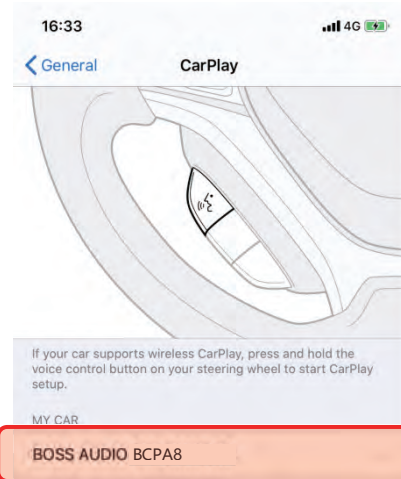 16:33
4G
General
CarPlay
If your car supports wireless CarPlay, press and hold the
voice control button on your steering wheel to start CarPlay
setup.
MY CAR
BOSS AUDIO BCPA8